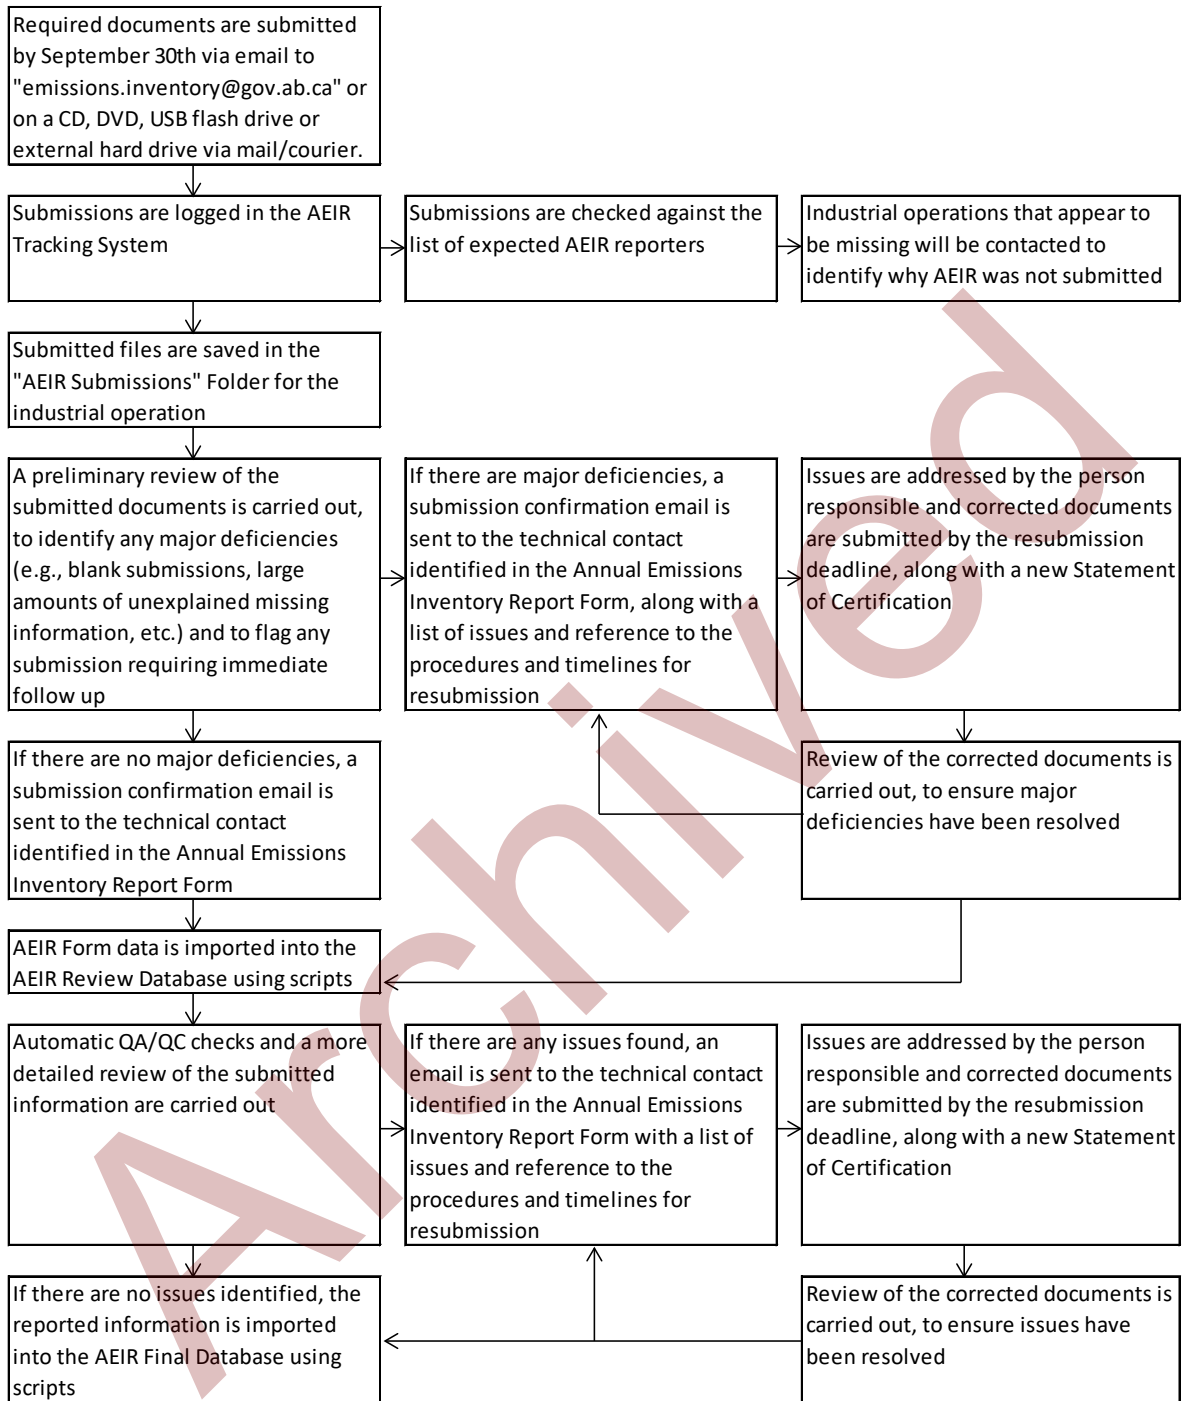 Required documents are submitted
by September 30th via email to
"emissions.inventory@gov.ab.ca" or
on a CD, DVD, USB flash drive or
external hard drive via mail/courier.
Submissions are logged in the AEIR
Tracking System
Submissions are checked against the
list of expected AEIR reporters
Industrial operations that appear to
be missing will be contacted to
identify why AEIR was not submitted
Submitted files are saved in the
"AEIR Submissions" Folder for the
industrial operation
A preliminary review of the
submitted documents is carried out,
to identify any major deficiencies
(e.g., blank submissions, large
amounts of unexplained missing
information, etc.) and to flag any
submission requiring immediate
follow up
If there are major deficiencies, a
submission confirmation email is
sent to the technical contact
identified in the Annual Emissions
Inventory Report Form, along with a
list of issues and reference to the
procedures and timelines for
resubmission
Issues are addressed by the person
responsible and corrected documents
are submitted by the resubmission
deadline, along with a new Statement
of Certification
If there are no major deficiencies, a
submission confirmation email is
sent to the technical contact
identified in the Annual Emissions
Inventory Report Form
Review of the corrected documents is
carried out, to ensure major
deficiencies have been resolved
AEIR Form data is imported into the
AEIR Review Database using scripts
Automatic QA/QC checks and a more
detailed review of the submitted
information are carried out
If there are any issues found, an
email is sent to the technical contact
identified in the Annual Emissions
Inventory Report Form with a list of
issues and reference to the
procedures and timelines for
resubmission
Issues are addressed by the person
responsible and corrected documents
are submitted by the resubmission
deadline, along with a new Statement
of Certification
If there are no issues identified, the
reported information is imported
into the AEIR Final Database using
scripts
Review of the corrected documents is
carried out, to ensure issues have
been resolved
Archived